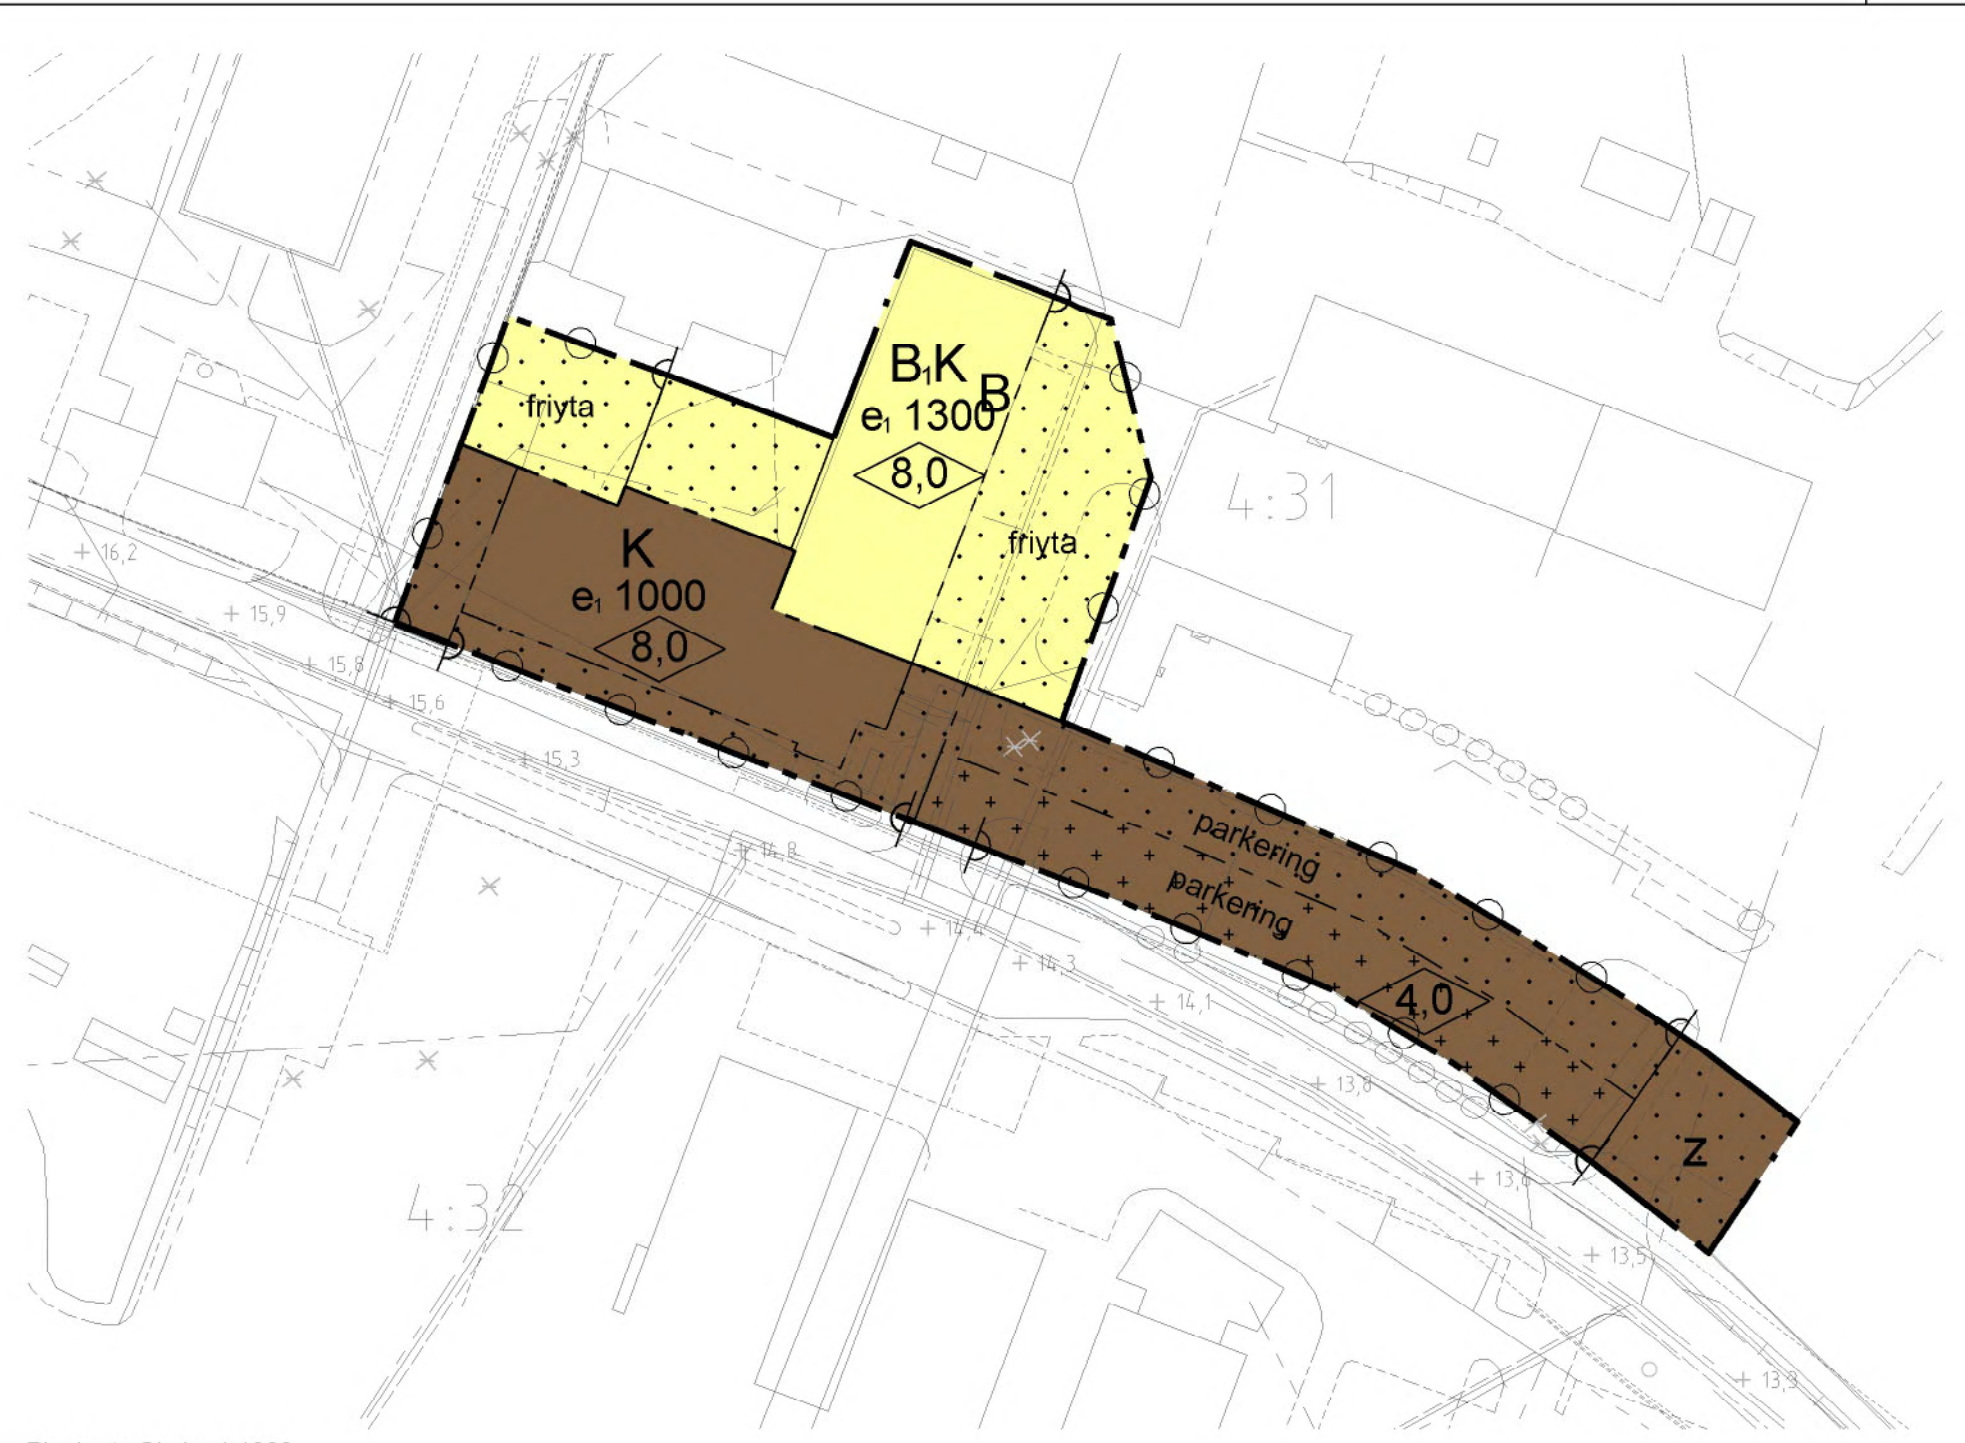 B₁K
B
friyta
e₁ 1300
8,0
4:31
friyta
K
+ 16,2
e₁ 1000
+ 15,9
8,0
+ 15,8
+ 15,6
+ 15,3
parkering
+ 14,8
parkering
+ 14,4
+ 14,3
4,0
+ 14,1
+ 13,8
Z
+ 13,6
4:32
+ 13,5
+ 13,3